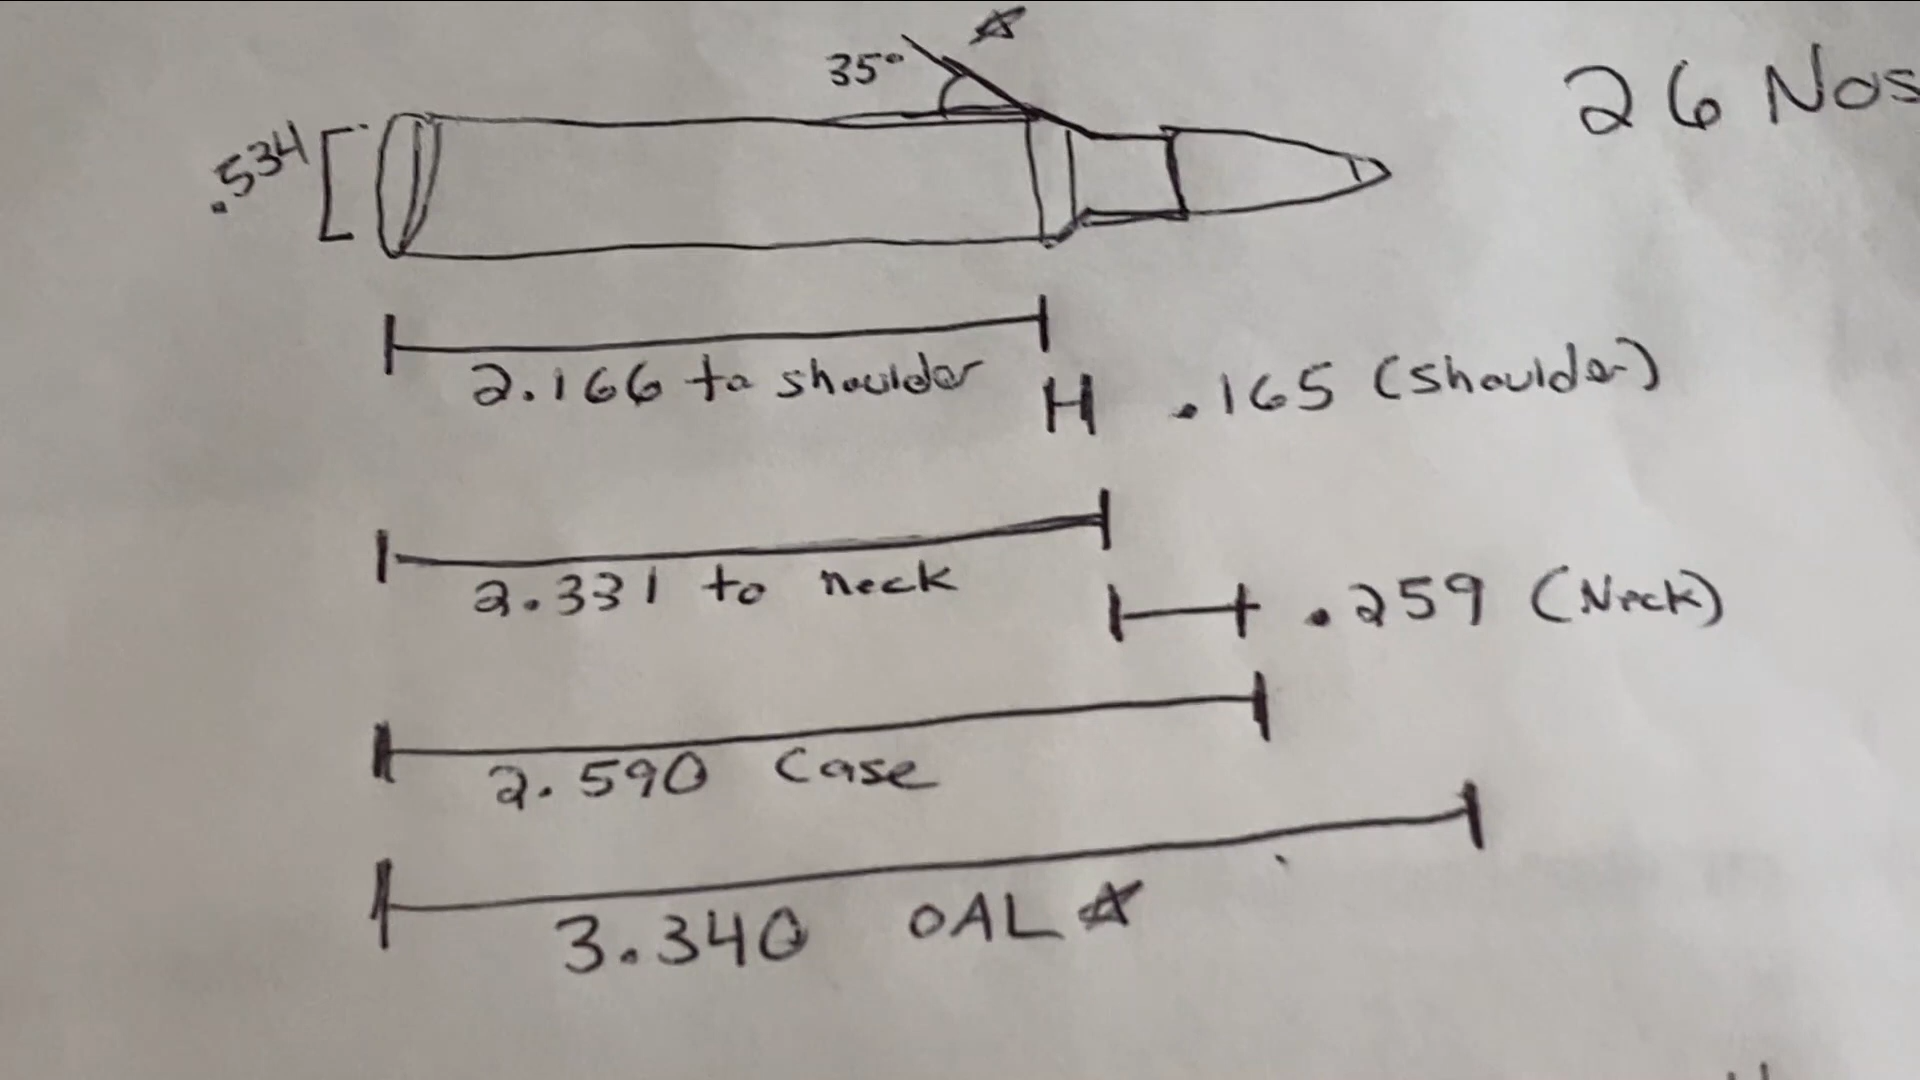 35°
26 Nos
.534
2.166 to shoulder
.165 (shoulder)
2.331 to neck
.259 (Neck)
2.590 Case
3.340 OAL